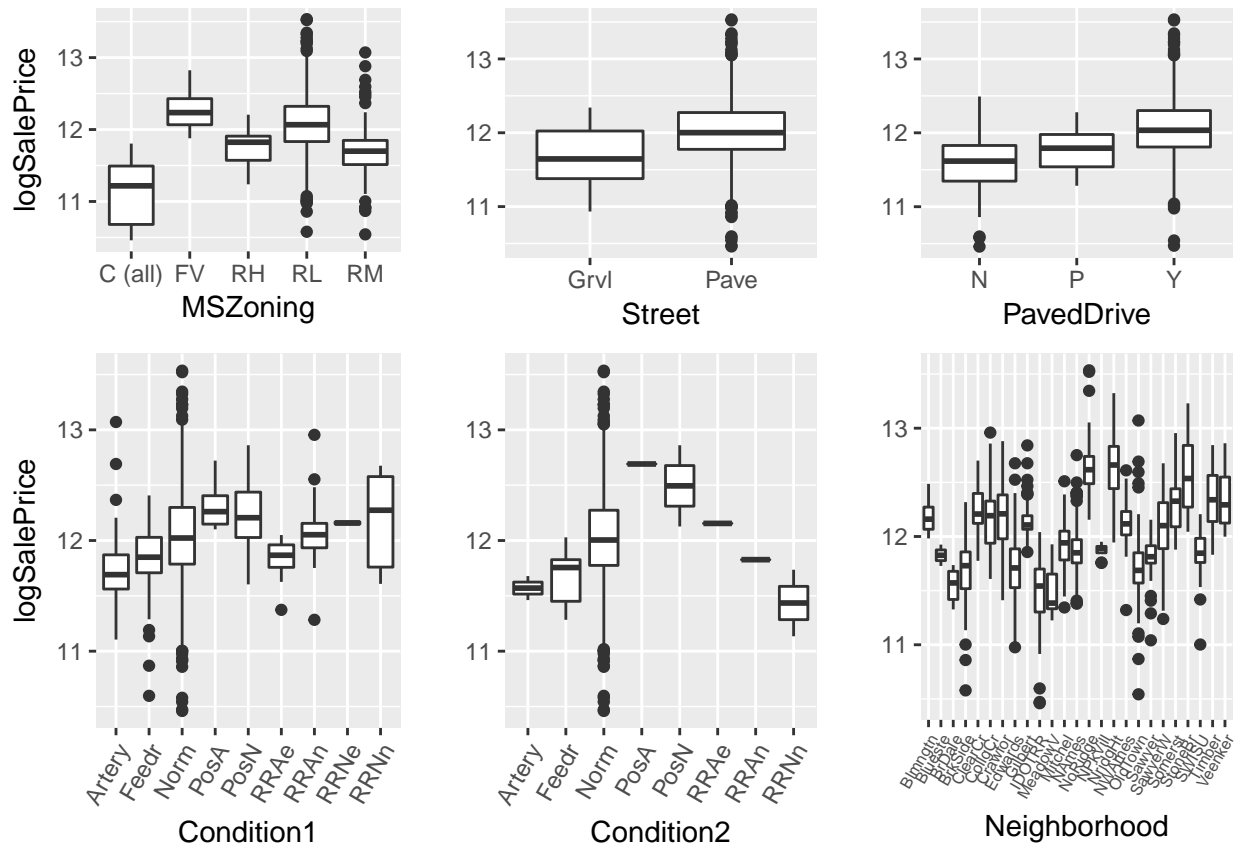 logSalePrice
13
12
11
C (all) FV RH RL RM
MSZoning
13
12
11
Grvl Pave
Street
13
12
11
N P Y
PavedDrive
logSalePrice
13
12
11
Artery Feedr Norm PosA PosN RRAe RRAn RRNe RRNn
Condition1
13
12
11
Artery Feedr Norm PosA PosN RRAe RRAn RRNn
Condition2
13
12
11
Blmngtn Blueste BrDale BrkSide ClearCr CollgCr Crawfor Edwards Gilbert IDOTRR MeadowV Mitchel NAmes NoRidge NPkVill NridgHt NWAmes OldTown Sawyer SawyerW Somerst StoneBr SWISU Timber Veenker
Neighborhood